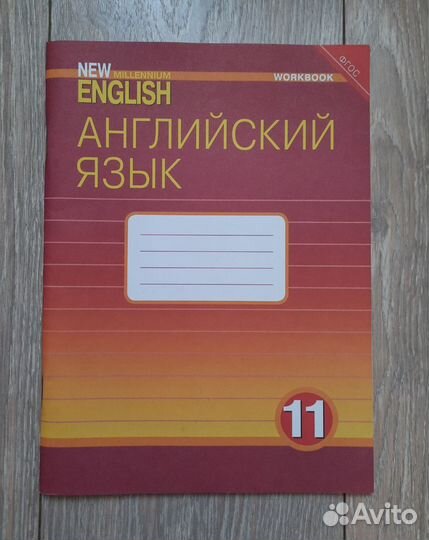 NEW MILLENNIUM
ENGLISH
WORKBOOK
ФГОС
АНГЛИЙСКИЙ
ЯЗЫК
11
Avito